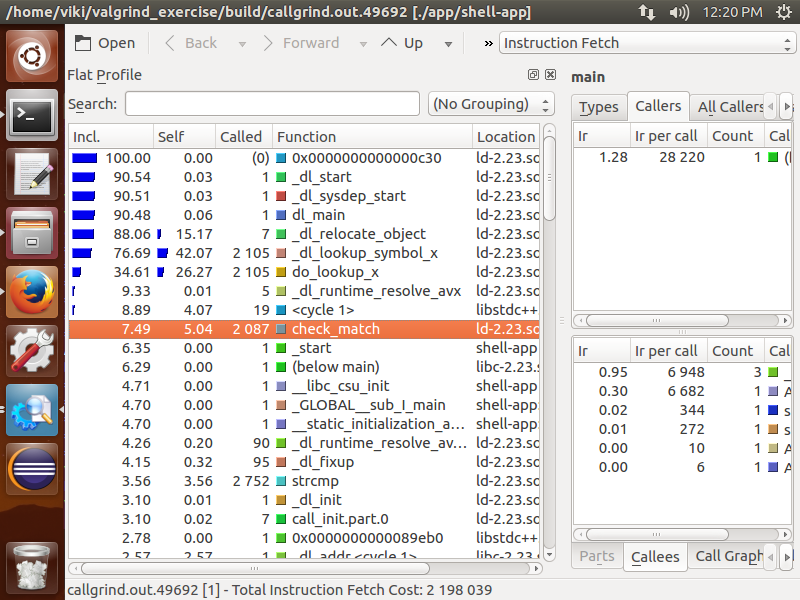 /home/viki/valgrind_exercise/build/callgrind.out.49692 [./app/shell-app] 12:20 PM
Open Back Forward Up » Instruction Fetch
Flat Profile
Search: (No Grouping)
Incl. Self Called Function Location
100.00 0.00 (0) 0x0000000000000c30 ld-2.23.sc
90.54 0.03 1 _dl_start ld-2.23.sc
90.51 0.03 1 _dl_sysdep_start ld-2.23.sc
90.48 0.06 1 dl_main ld-2.23.sc
88.06 15.17 7 _dl_relocate_object ld-2.23.sc
76.69 42.07 2 105 _dl_lookup_symbol_x ld-2.23.sc
34.61 26.27 2 105 do_lookup_x ld-2.23.sc
9.33 0.01 5 _dl_runtime_resolve_avx ld-2.23.sc
8.89 4.07 19 <cycle 1> libstdc++
7.49 5.04 2 087 check_match ld-2.23.sc
6.35 0.00 1 _start shell-app
6.29 0.00 1 (below main) libc-2.23.
4.71 0.00 1 __libc_csu_init shell-app
4.70 0.00 1 _GLOBAL__sub_I_main shell-app
4.70 0.00 1 __static_initialization_a... shell-app
4.26 0.20 90 _dl_runtime_resolve_av... ld-2.23.sc
4.15 0.32 95 _dl_fixup ld-2.23.sc
3.56 3.56 2 752 strcmp ld-2.23.sc
3.10 0.01 1 _dl_init ld-2.23.sc
3.10 0.02 7 call_init.part.0 ld-2.23.sc
2.78 0.00 1 0x0000000000089eb0 libstdc++
2.57 2.57 1 _dl_addr <cycle 1> libc-2.23.
main
Types Callers All Callers
Ir Ir per call Count Cal
1.28 28 220 1 (
Ir Ir per call Count Cal
0.95 6 948 3 _
0.30 6 682 1 A
0.02 344 1 s
0.01 272 1 s
0.00 10 1 A
0.00 6 1 A
Parts Callees Call Graph
callgrind.out.49692 [1] - Total Instruction Fetch Cost: 2 198 039